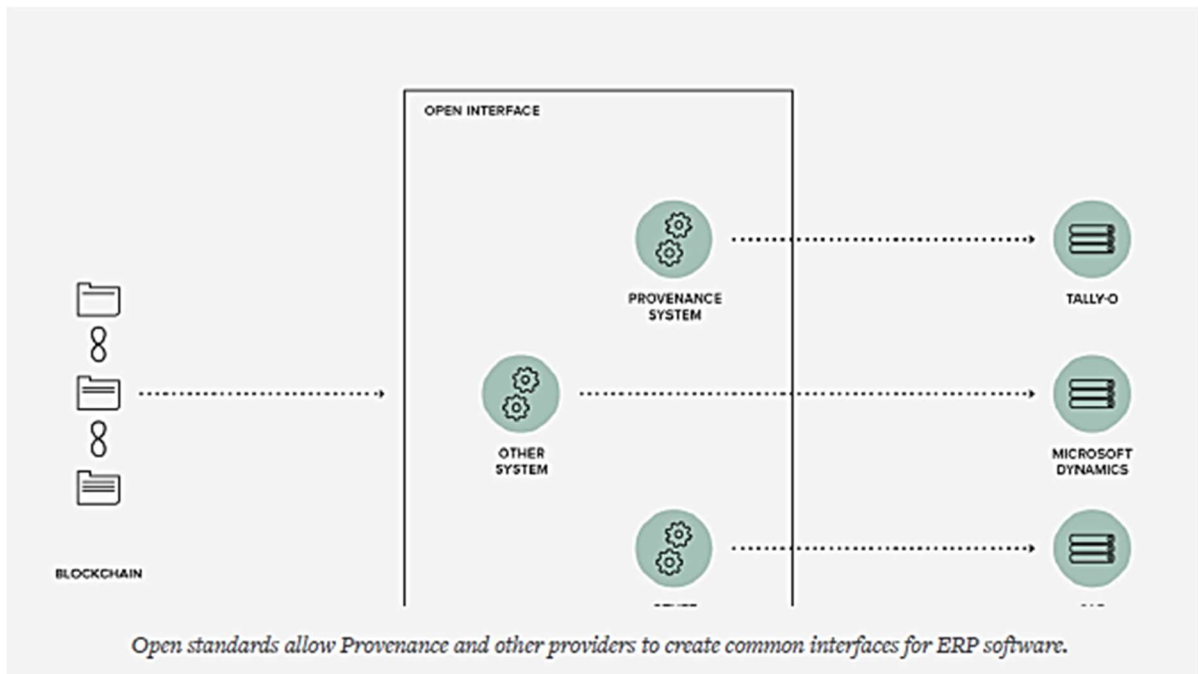 OPEN INTERFACE
PROVENANCE
SYSTEM
TALLY-O
OTHER
SYSTEM
MICROSOFT
DYNAMICS
BLOCKCHAIN
Open standards allow Provenance and other providers to create common interfaces for ERP software.